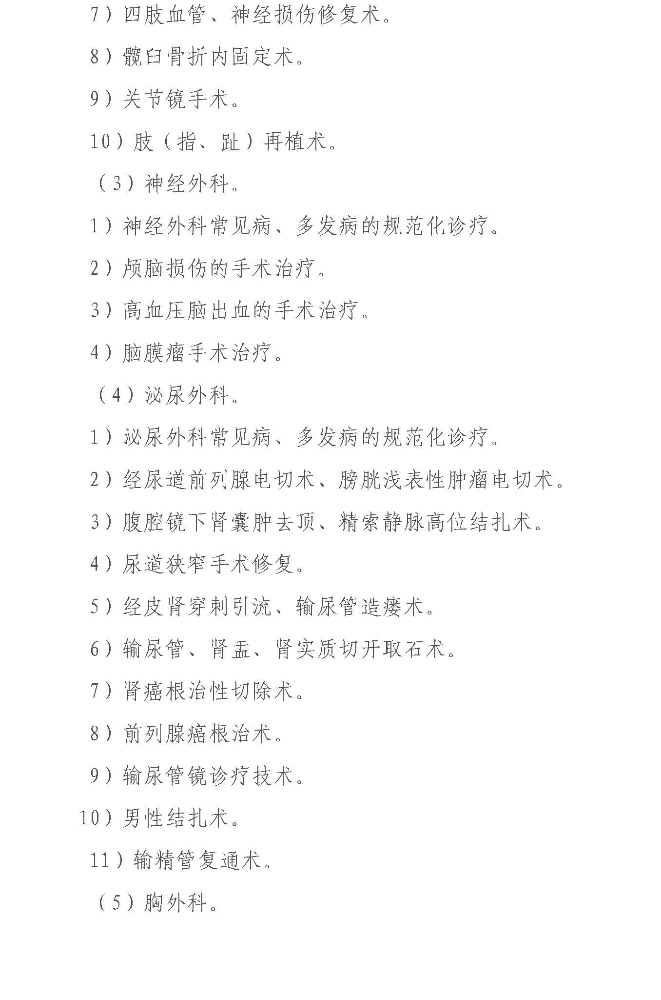 7）四肢血管、神经损伤修复术。
8）髋臼骨折内固定术。
9）关节镜手术。
10）肢（指、趾）再植术。
（3）神经外科。
1）神经外科常见病、多发病的规范化诊疗。
2）颅脑损伤的手术治疗。
3）高血压脑出血的手术治疗。
4）脑膜瘤手术治疗。
（4）泌尿外科。
1）泌尿外科常见病、多发病的规范化诊疗。
2）经尿道前列腺电切术、膀胱浅表性肿瘤电切术。
3）腹腔镜下肾囊肿去顶、精索静脉高位结扎术。
4）尿道狭窄手术修复。
5）经皮肾穿刺引流、输尿管造瘘术。
6）输尿管、肾盂、肾实质切开取石术。
7）肾癌根治性切除术。
8）前列腺癌根治术。
9）输尿管镜诊疗技术。
10）男性结扎术。
11）输精管复通术。
（5）胸外科。